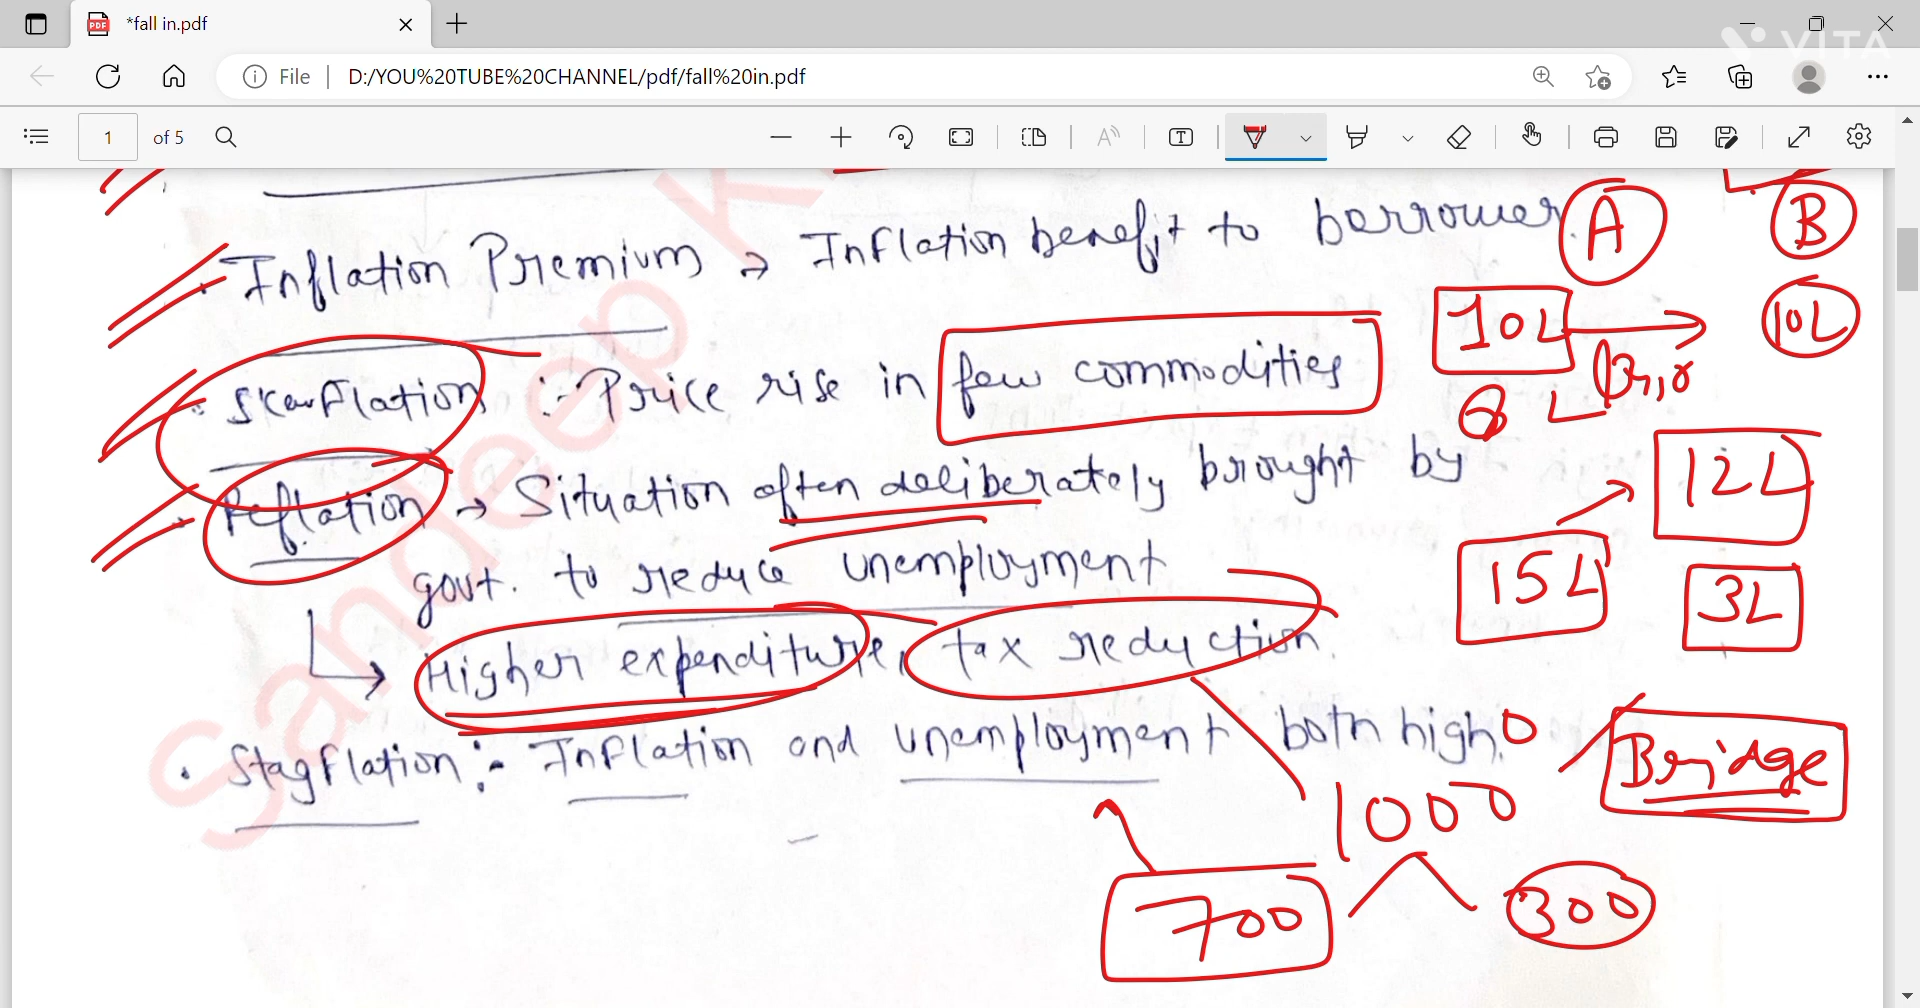 *fall in.pdf
VITA
File
D:/YOU%20TUBE%20CHANNEL/pdf/fall%20in.pdf
1 of 5
Inflation Premium → Inflation benefit to borrower.
A
B
10L
10L
SkewFlation :- Price rise in few commodities
L
Reflation → Situation often deliberately brought by
12L
govt. to reduce unemployment
15L
3L
Higher expenditure, tax reduction.
Stagflation :- Inflation and unemployment both high.
Bridge
1000
700
300
Sandeep K